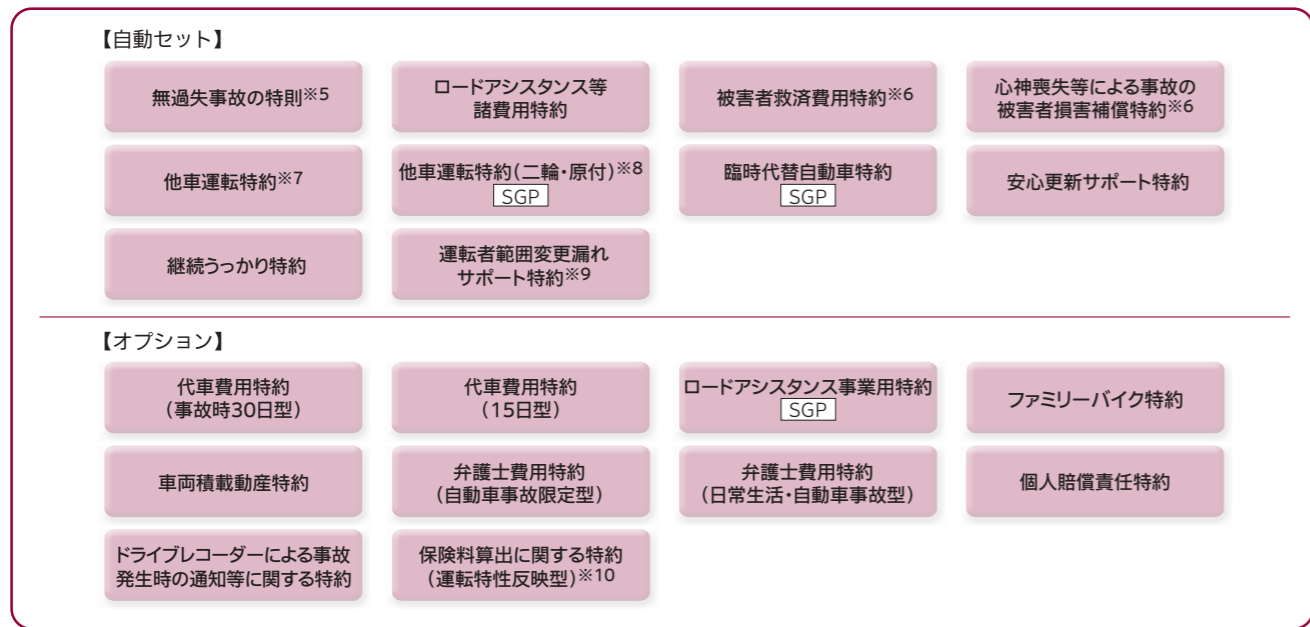 【自動セット】
無過失事故の特則※5
ロードアシスタンス等
諸費用特約
被害者救済費用特約※6
心神喪失等による事故の
被害者損害補償特約※6
他車運転特約※7
他車運転特約(二輪・原付)※8
SGP
臨時代替自動車特約
SGP
安心更新サポート特約
継続うっかり特約
運転者範囲変更漏れ
サポート特約※9
【オプション】
代車費用特約
(事故時30日型)
代車費用特約
(15日型)
ロードアシスタンス事業用特約
SGP
ファミリーバイク特約
車両積載動産特約
弁護士費用特約
(自動車事故限定型)
弁護士費用特約
(日常生活・自動車事故型)
個人賠償責任特約
ドライブレコーダーによる事故
発生時の通知等に関する特約
保険料算出に関する特約
(運転特性反映型)※10